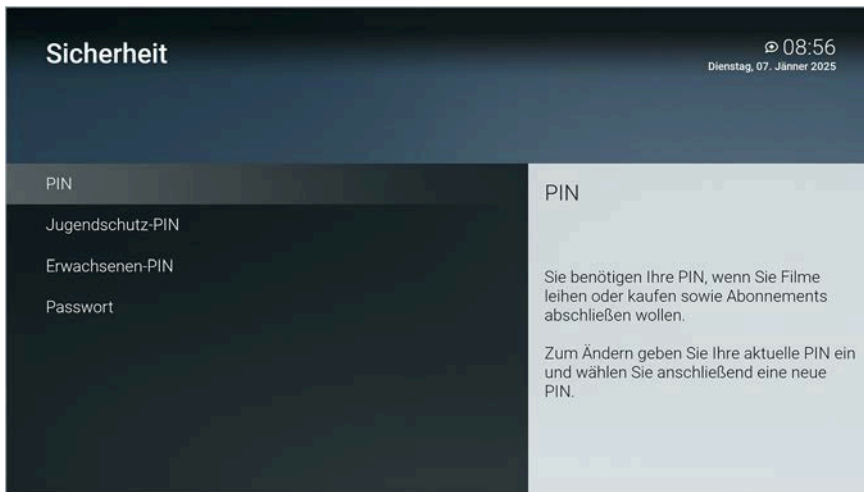 Sicherheit
08:56
Dienstag, 07. Jänner 2025
PIN
Jugendschutz-PIN
Erwachsenen-PIN
Passwort
PIN
Sie benötigen Ihre PIN, wenn Sie Filme
leihen oder kaufen sowie Abonnements
abschließen wollen.
Zum Ändern geben Sie Ihre aktuelle PIN ein
und wählen Sie anschließend eine neue
PIN.